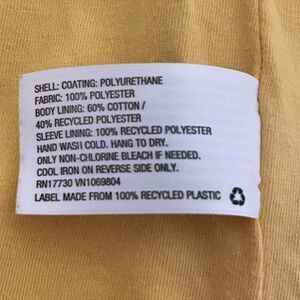 SHELL: COATING: POLYURETHANE
FABRIC: 100% POLYESTER
BODY LINING: 60% COTTON /
40% RECYCLED POLYESTER
SLEEVE LINING: 100% RECYCLED POLYESTER
HAND WASH COLD. HANG TO DRY.
ONLY NON-CHLORINE BLEACH IF NEEDED.
COOL IRON ON REVERSE SIDE ONLY.
RN17730 VN1069804
LABEL MADE FROM 100% RECYCLED PLASTIC